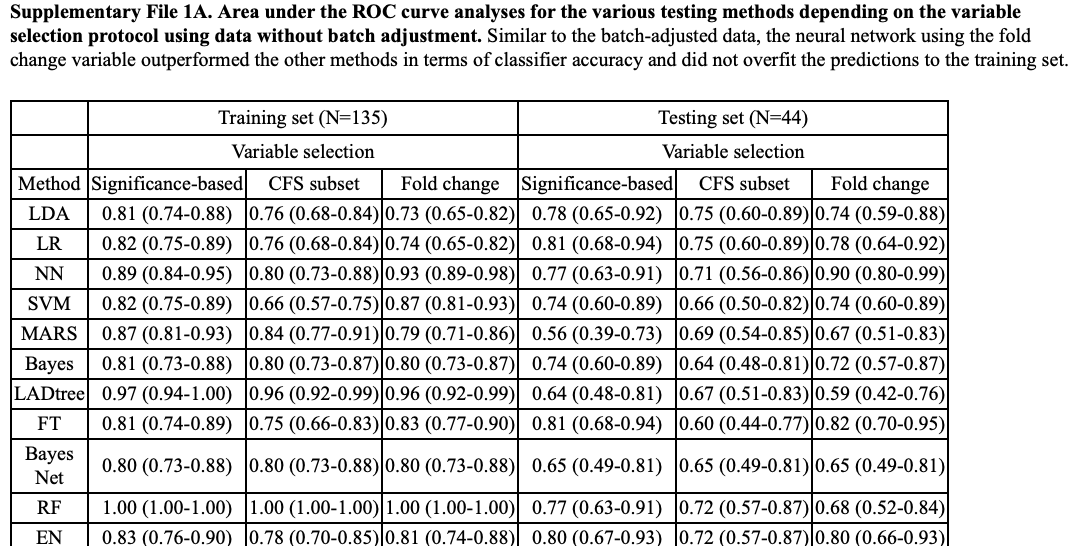 Supplementary File 1A. Area under the ROC curve analyses for the various testing methods depending on the variable
selection protocol using data without batch adjustment. Similar to the batch-adjusted data, the neural network using the fold
change variable outperformed the other methods in terms of classifier accuracy and did not overfit the predictions to the training set.
Training set (N=135) Testing set (N=44)
Variable selection Variable selection
Method Significance-based CFS subset Fold change Significance-based CFS subset Fold change
LDA 0.81 (0.74-0.88) 0.76 (0.68-0.84) 0.73 (0.65-0.82) 0.78 (0.65-0.92) 0.75 (0.60-0.89) 0.74 (0.59-0.88)
LR 0.82 (0.75-0.89) 0.76 (0.68-0.84) 0.74 (0.65-0.82) 0.81 (0.68-0.94) 0.75 (0.60-0.89) 0.78 (0.64-0.92)
NN 0.89 (0.84-0.95) 0.80 (0.73-0.88) 0.93 (0.89-0.98) 0.77 (0.63-0.91) 0.71 (0.56-0.86) 0.90 (0.80-0.99)
SVM 0.82 (0.75-0.89) 0.66 (0.57-0.75) 0.87 (0.81-0.93) 0.74 (0.60-0.89) 0.66 (0.50-0.82) 0.74 (0.60-0.89)
MARS 0.87 (0.81-0.93) 0.84 (0.77-0.91) 0.79 (0.71-0.86) 0.56 (0.39-0.73) 0.69 (0.54-0.85) 0.67 (0.51-0.83)
Bayes 0.81 (0.73-0.88) 0.80 (0.73-0.87) 0.80 (0.73-0.87) 0.74 (0.60-0.89) 0.64 (0.48-0.81) 0.72 (0.57-0.87)
LADtree 0.97 (0.94-1.00) 0.96 (0.92-0.99) 0.96 (0.92-0.99) 0.64 (0.48-0.81) 0.67 (0.51-0.83) 0.59 (0.42-0.76)
FT 0.81 (0.74-0.89) 0.75 (0.66-0.83) 0.83 (0.77-0.90) 0.81 (0.68-0.94) 0.60 (0.44-0.77) 0.82 (0.70-0.95)
Bayes
Net 0.80 (0.73-0.88) 0.80 (0.73-0.88) 0.80 (0.73-0.88) 0.65 (0.49-0.81) 0.65 (0.49-0.81) 0.65 (0.49-0.81)
RF 1.00 (1.00-1.00) 1.00 (1.00-1.00) 1.00 (1.00-1.00) 0.77 (0.63-0.91) 0.72 (0.57-0.87) 0.68 (0.52-0.84)
EN 0.83 (0.76-0.90) 0.78 (0.70-0.85) 0.81 (0.74-0.88) 0.80 (0.67-0.93) 0.72 (0.57-0.87) 0.80 (0.66-0.93)